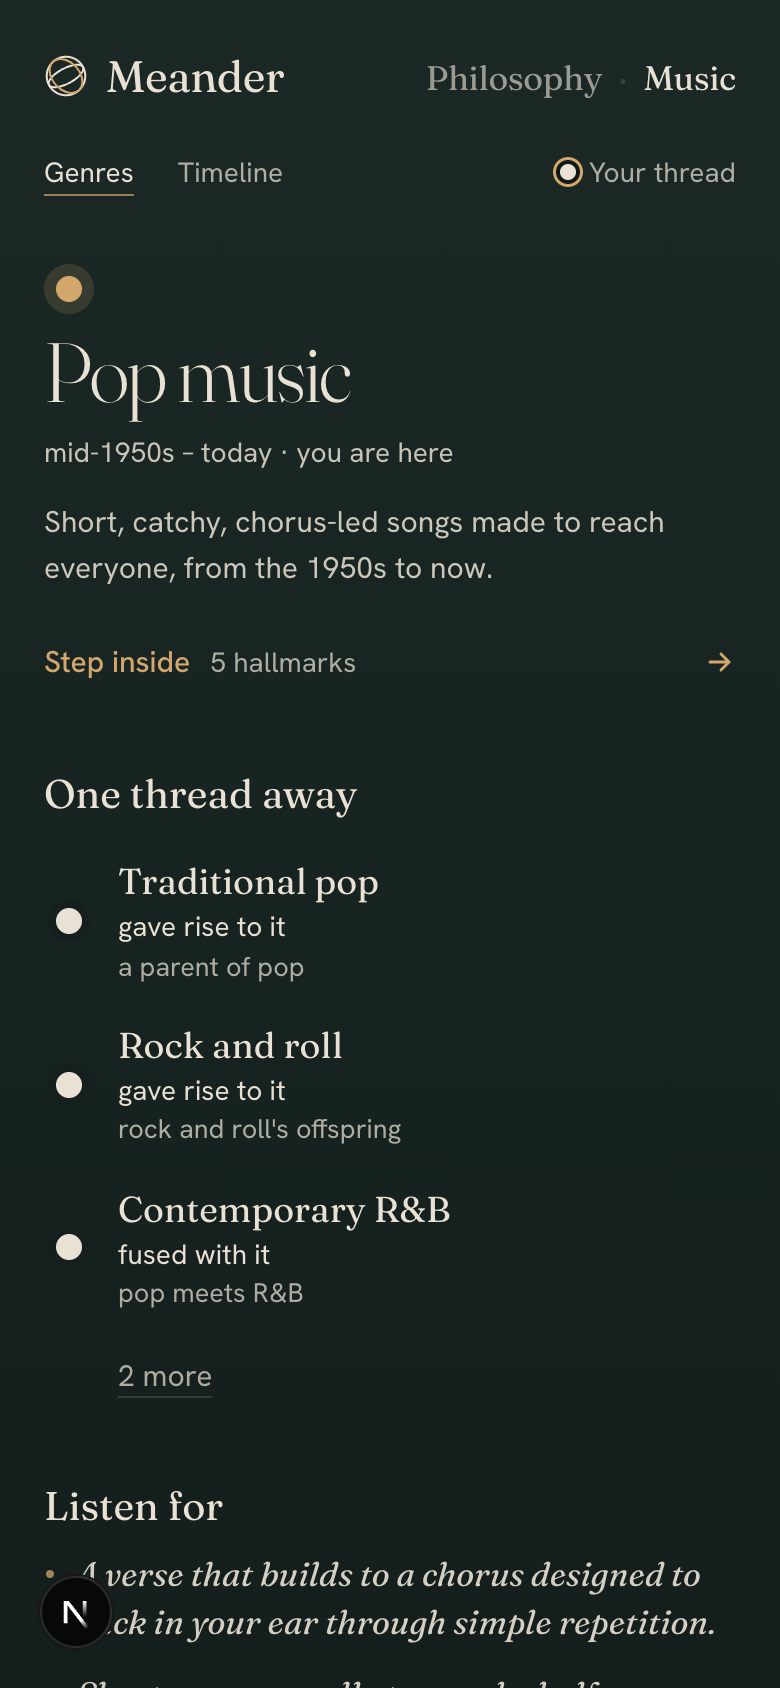 Meander
Philosophy · Music
Genres
Timeline
Your thread
Pop music
mid-1950s – today · you are here
Short, catchy, chorus-led songs made to reach
everyone, from the 1950s to now.
Step inside 5 hallmarks →
One thread away
Traditional pop
gave rise to it
a parent of pop
Rock and roll
gave rise to it
rock and roll's offspring
Contemporary R&B
fused with it
pop meets R&B
2 more
Listen for
• A verse that builds to a chorus designed to
in your ear through simple repetition.
N